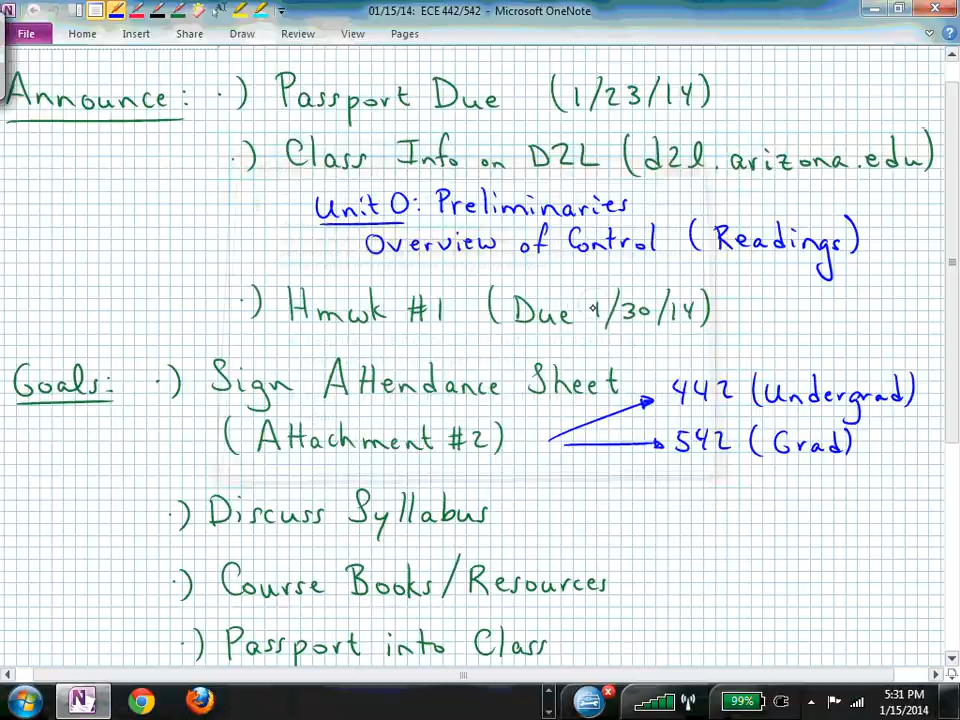 01/15/14: ECE 442/542 – Microsoft OneNote
File Home Insert Share Draw Review View Pages
Announce: ·) Passport Due (1/23/14)
·) Class Info on D2L (d2l.arizona.edu)
Unit 0: Preliminaries
Overview of Control (Readings)
·) Hmwk #1 (Due 1/30/14)
Goals: ·) Sign Attendance Sheet
(Attachment #2)
442 (Undergrad)
542 (Grad)
·) Discuss Syllabus
·) Course Books/Resources
·) Passport into Class
99%
5:31 PM
1/15/2014